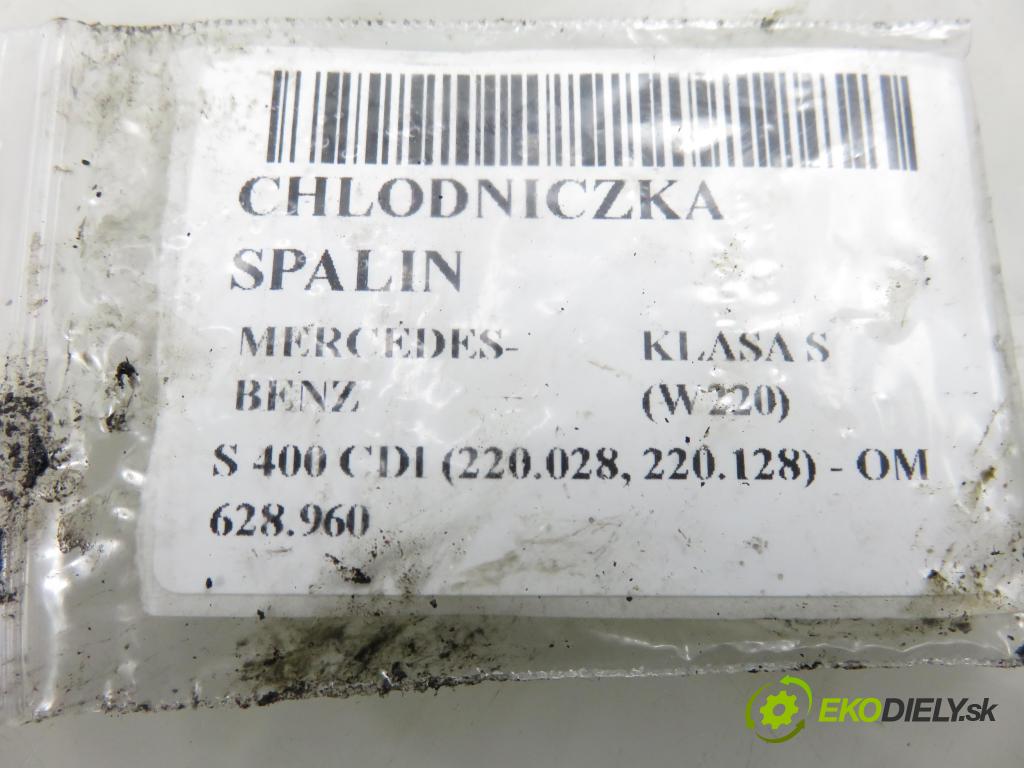 CHLODNICZKA
SPALIN
MERCEDES-
BENZ
KLASA S
(W220)
S 400 CDI (220.028, 220.128) - OM
628.960
EKODIELY.sk